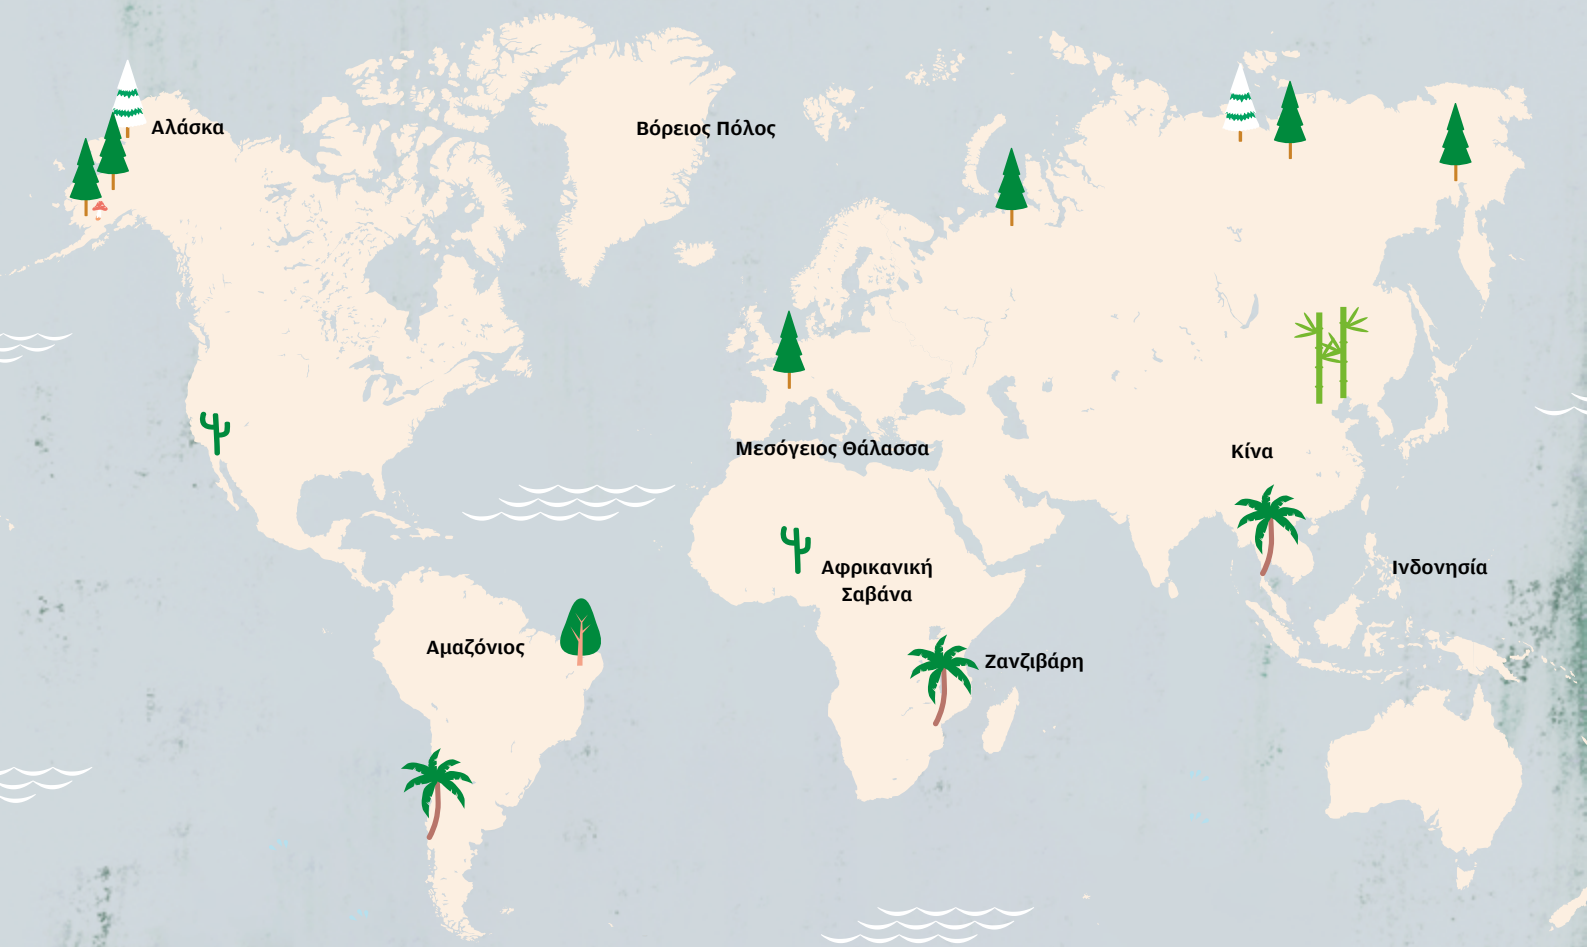 Αλάσκα
Βόρειος Πόλος
Μεσόγειος Θάλασσα
Κίνα
Αφρικανική
Σαβάνα
Ινδονησία
Αμαζόνιος
Ζανζιβάρη